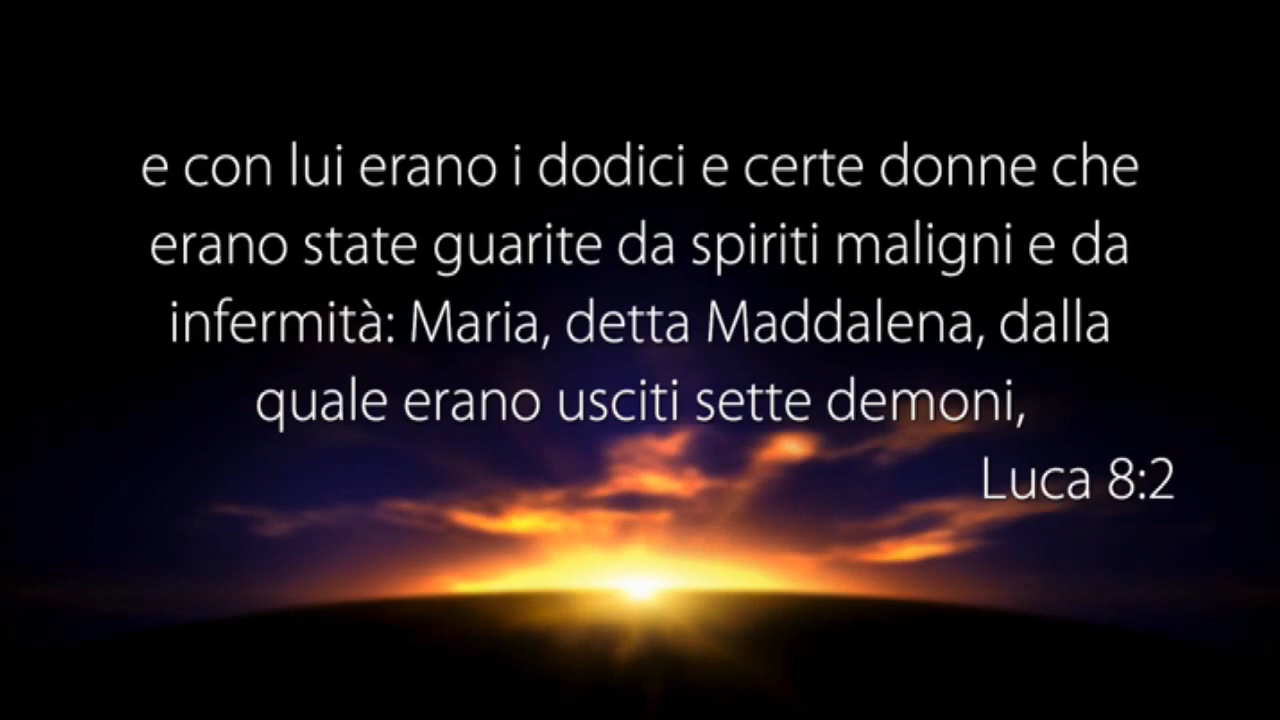 e con lui erano i dodici e certe donne che
erano state guarite da spiriti maligni e da
infermità: Maria, detta Maddalena, dalla
quale erano usciti sette demoni,
Luca 8:2